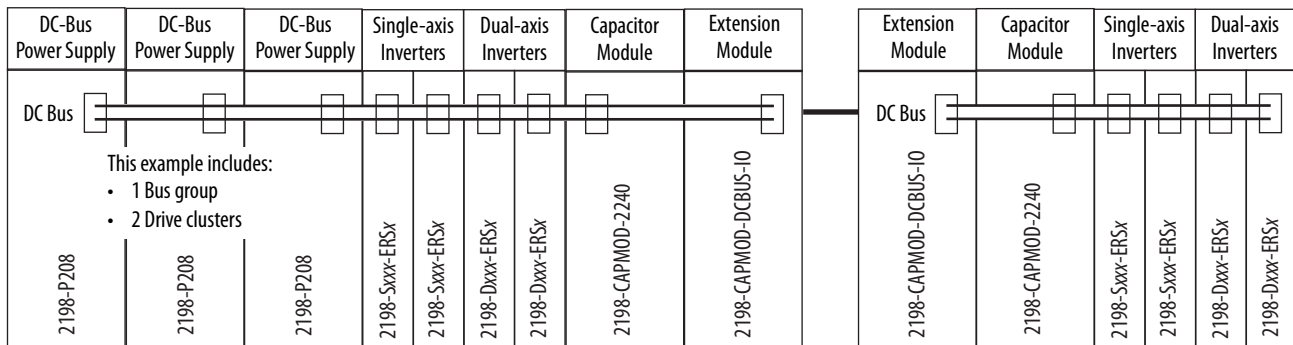 DC-Bus
Power Supply
DC-Bus
Power Supply
DC-Bus
Power Supply
Single-axis
Inverters
Dual-axis
Inverters
Capacitor
Module
Extension
Module
Extension
Module
Capacitor
Module
Single-axis
Inverters
Dual-axis
Inverters
DC Bus
DC Bus
This example includes:
• 1 Bus group
• 2 Drive clusters
2198-P208
2198-P208
2198-P208
2198-Sxxx-ERSx
2198-Sxxx-ERSx
2198-Dxxx-ERSx
2198-Dxxx-ERSx
2198-CAPMOD-2240
2198-CAPMOD-DCBUS-IO
2198-CAPMOD-DCBUS-IO
2198-CAPMOD-2240
2198-Sxxx-ERSx
2198-Sxxx-ERSx
2198-Dxxx-ERSx
2198-Dxxx-ERSx